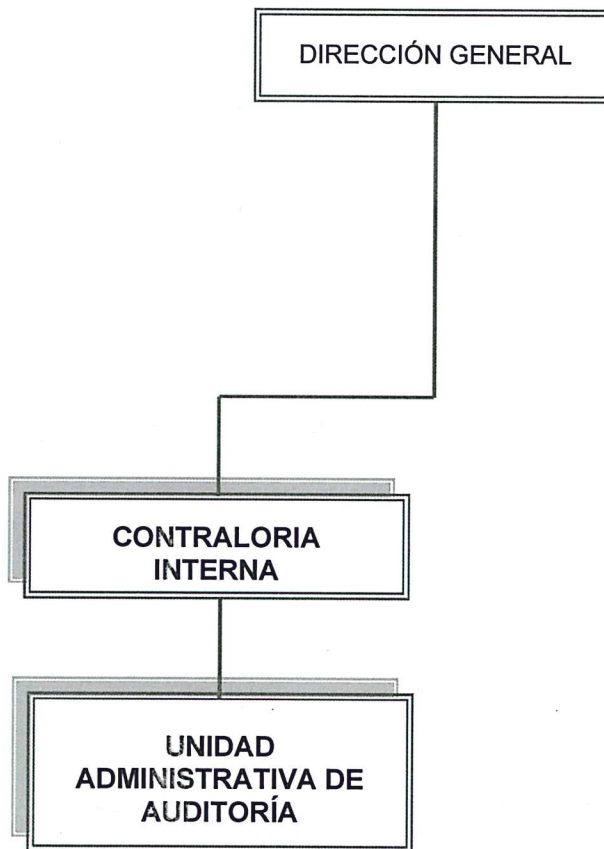 DIRECCIÓN GENERAL
CONTRALORIA
INTERNA
UNIDAD
ADMINISTRATIVA DE
AUDITORÍA